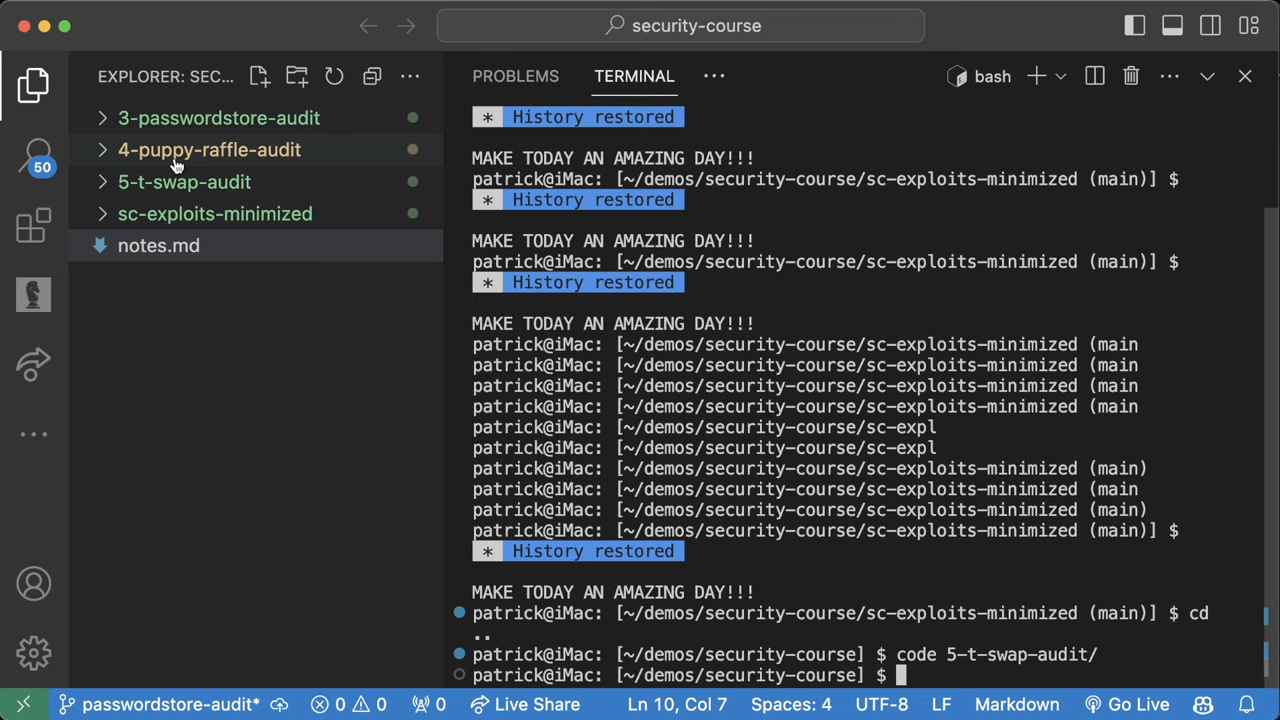 security-course
EXPLORER: SEC...
3-passwordstore-audit
4-puppy-raffle-audit
5-t-swap-audit
sc-exploits-minimized
notes.md
50
PROBLEMS
TERMINAL
bash
* History restored
MAKE TODAY AN AMAZING DAY!!!
patrick@iMac: [~/demos/security-course/sc-exploits-minimized (main)] $
* History restored
MAKE TODAY AN AMAZING DAY!!!
patrick@iMac: [~/demos/security-course/sc-exploits-minimized (main)] $
* History restored
MAKE TODAY AN AMAZING DAY!!!
patrick@iMac: [~/demos/security-course/sc-exploits-minimized (main
patrick@iMac: [~/demos/security-course/sc-exploits-minimized (main
patrick@iMac: [~/demos/security-course/sc-exploits-minimized (main
patrick@iMac: [~/demos/security-course/sc-exploits-minimized (main
patrick@iMac: [~/demos/security-course/sc-expl
patrick@iMac: [~/demos/security-course/sc-expl
patrick@iMac: [~/demos/security-course/sc-exploits-minimized (main)
patrick@iMac: [~/demos/security-course/sc-exploits-minimized (main
patrick@iMac: [~/demos/security-course/sc-exploits-minimized (main)
patrick@iMac: [~/demos/security-course/sc-exploits-minimized (main)] $
* History restored
MAKE TODAY AN AMAZING DAY!!!
patrick@iMac: [~/demos/security-course/sc-exploits-minimized (main)] $ cd
..
patrick@iMac: [~/demos/security-course] $ code 5-t-swap-audit/
patrick@iMac: [~/demos/security-course] $
passwordstore-audit* 0 0 0 Live Share Ln 10, Col 7 Spaces: 4 UTF-8 LF Markdown Go Live